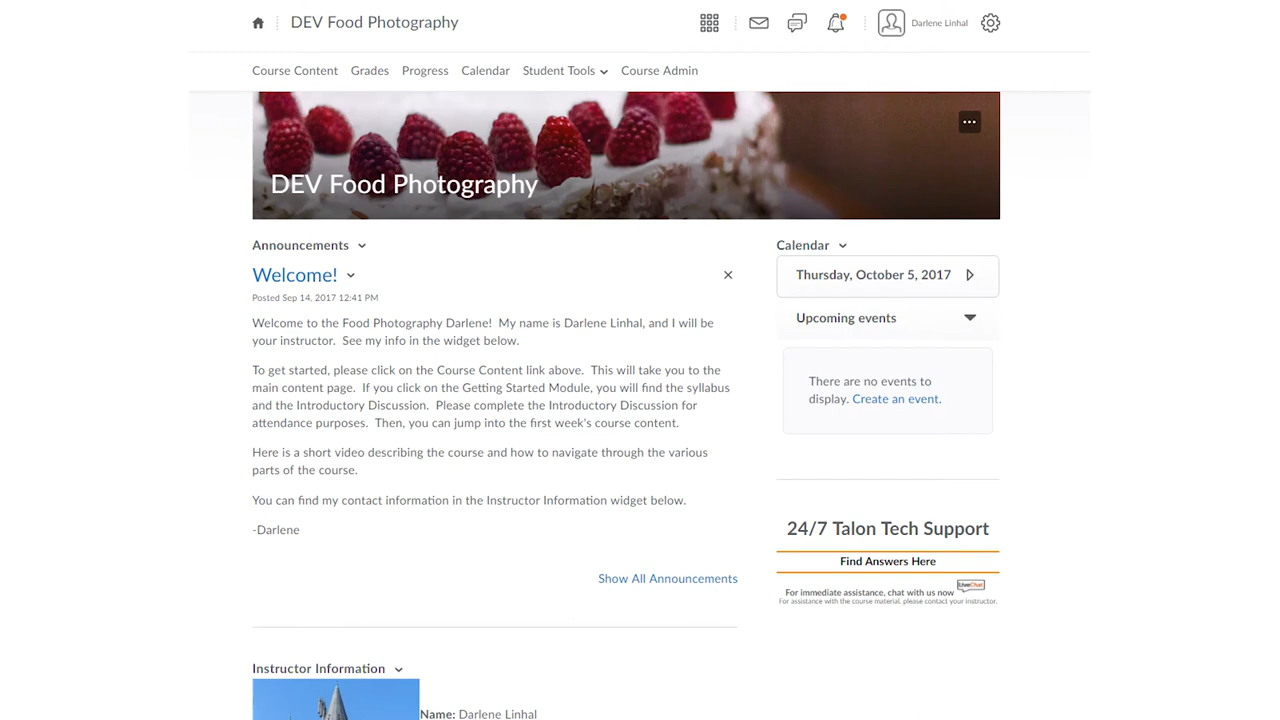 DEV Food Photography
Darlene Linhal
Course Content Grades Progress Calendar Student Tools Course Admin
DEV Food Photography
Announcements
Welcome!
Posted Sep 14, 2017 12:41 PM
Welcome to the Food Photography Darlene! My name is Darlene Linhal, and I will be
your instructor. See my info in the widget below.
To get started, please click on the Course Content link above. This will take you to the
main content page. If you click on the Getting Started Module, you will find the syllabus
and the Introductory Discussion. Please complete the Introductory Discussion for
attendance purposes. Then, you can jump into the first week's course content.
Here is a short video describing the course and how to navigate through the various
parts of the course.
You can find my contact information in the Instructor Information widget below.
-Darlene
Show All Announcements
Instructor Information
Name: Darlene Linhal
Calendar
Thursday, October 5, 2017
Upcoming events
There are no events to
display. Create an event.
24/7 Talon Tech Support
Find Answers Here
For immediate assistance, chat with us now LiveChat
For assistance with the course material, please contact your instructor.